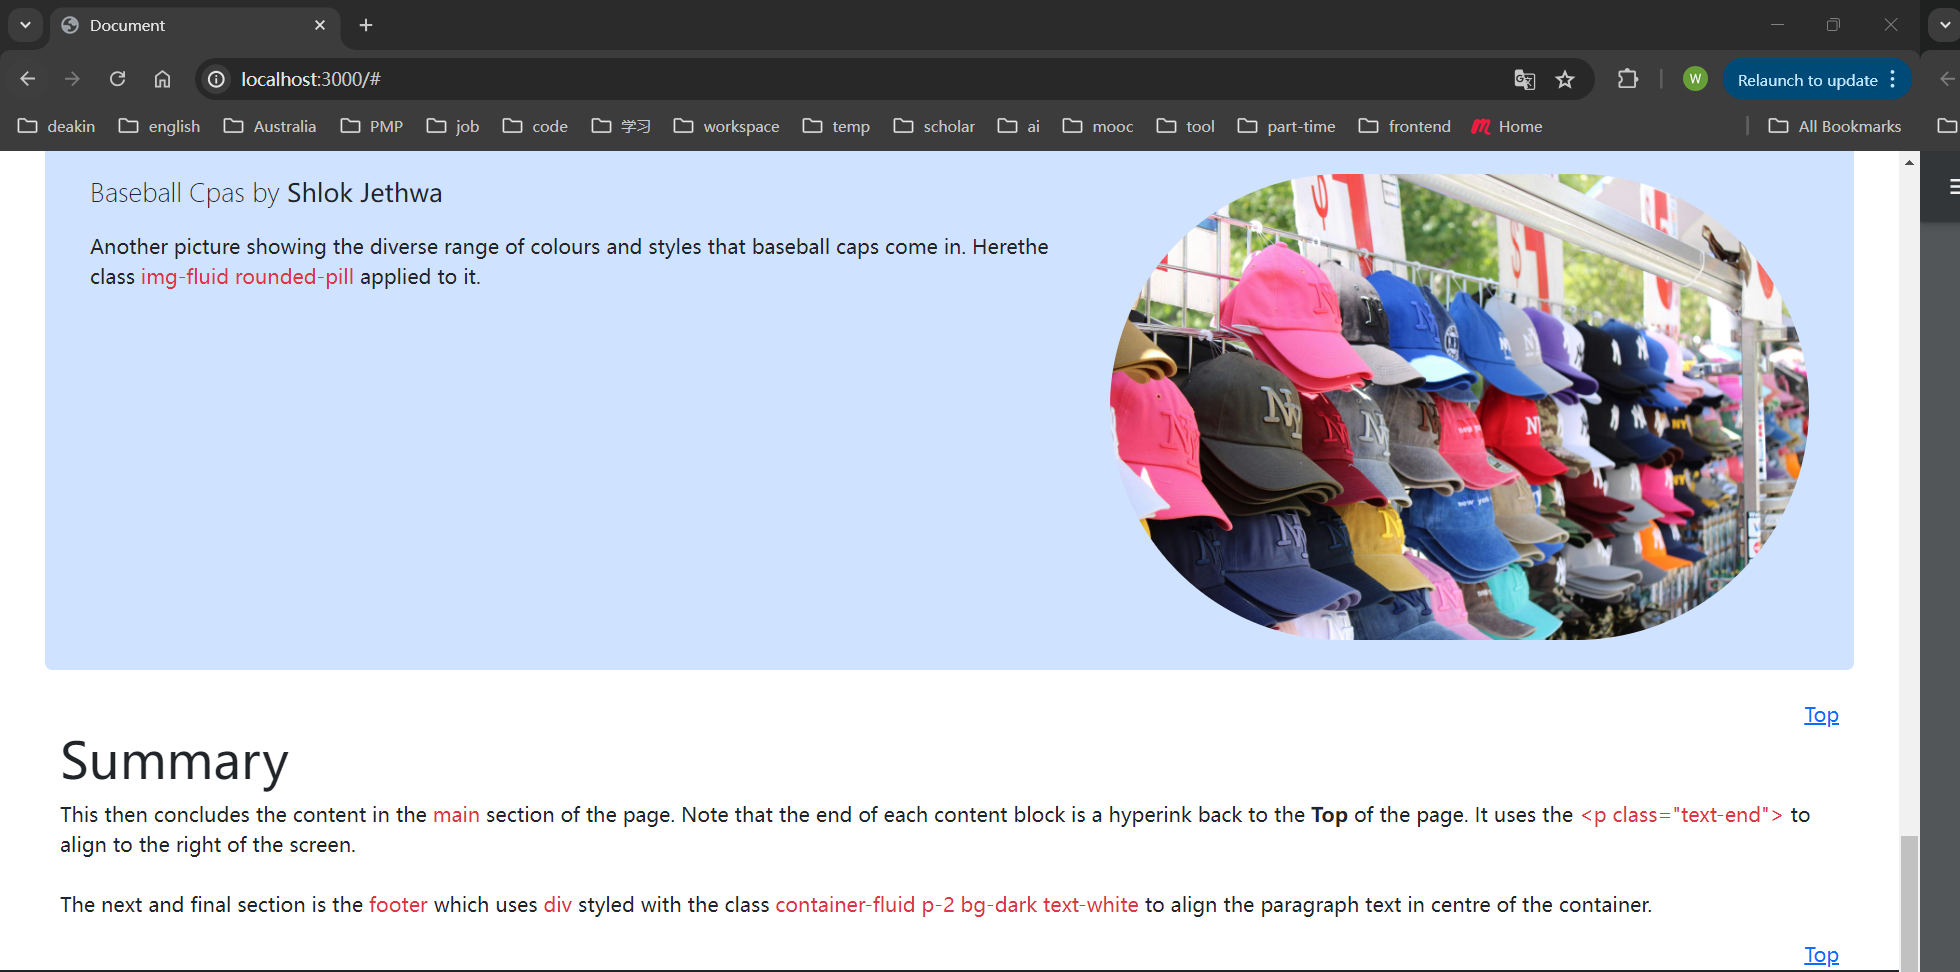 Document
localhost:3000/#
W
Relaunch to update
deakin english Australia PMP job code 学习 workspace temp scholar ai mooc tool part-time frontend Home All Bookmarks
Baseball Cpas by Shlok Jethwa
Another picture showing the diverse range of colours and styles that baseball caps come in. Herethe
class img-fluid rounded-pill applied to it.
Top
Summary
This then concludes the content in the main section of the page. Note that the end of each content block is a hyperink back to the Top of the page. It uses the <p class="text-end"> to
align to the right of the screen.
The next and final section is the footer which uses div styled with the class container-fluid p-2 bg-dark text-white to align the paragraph text in centre of the container.
Top